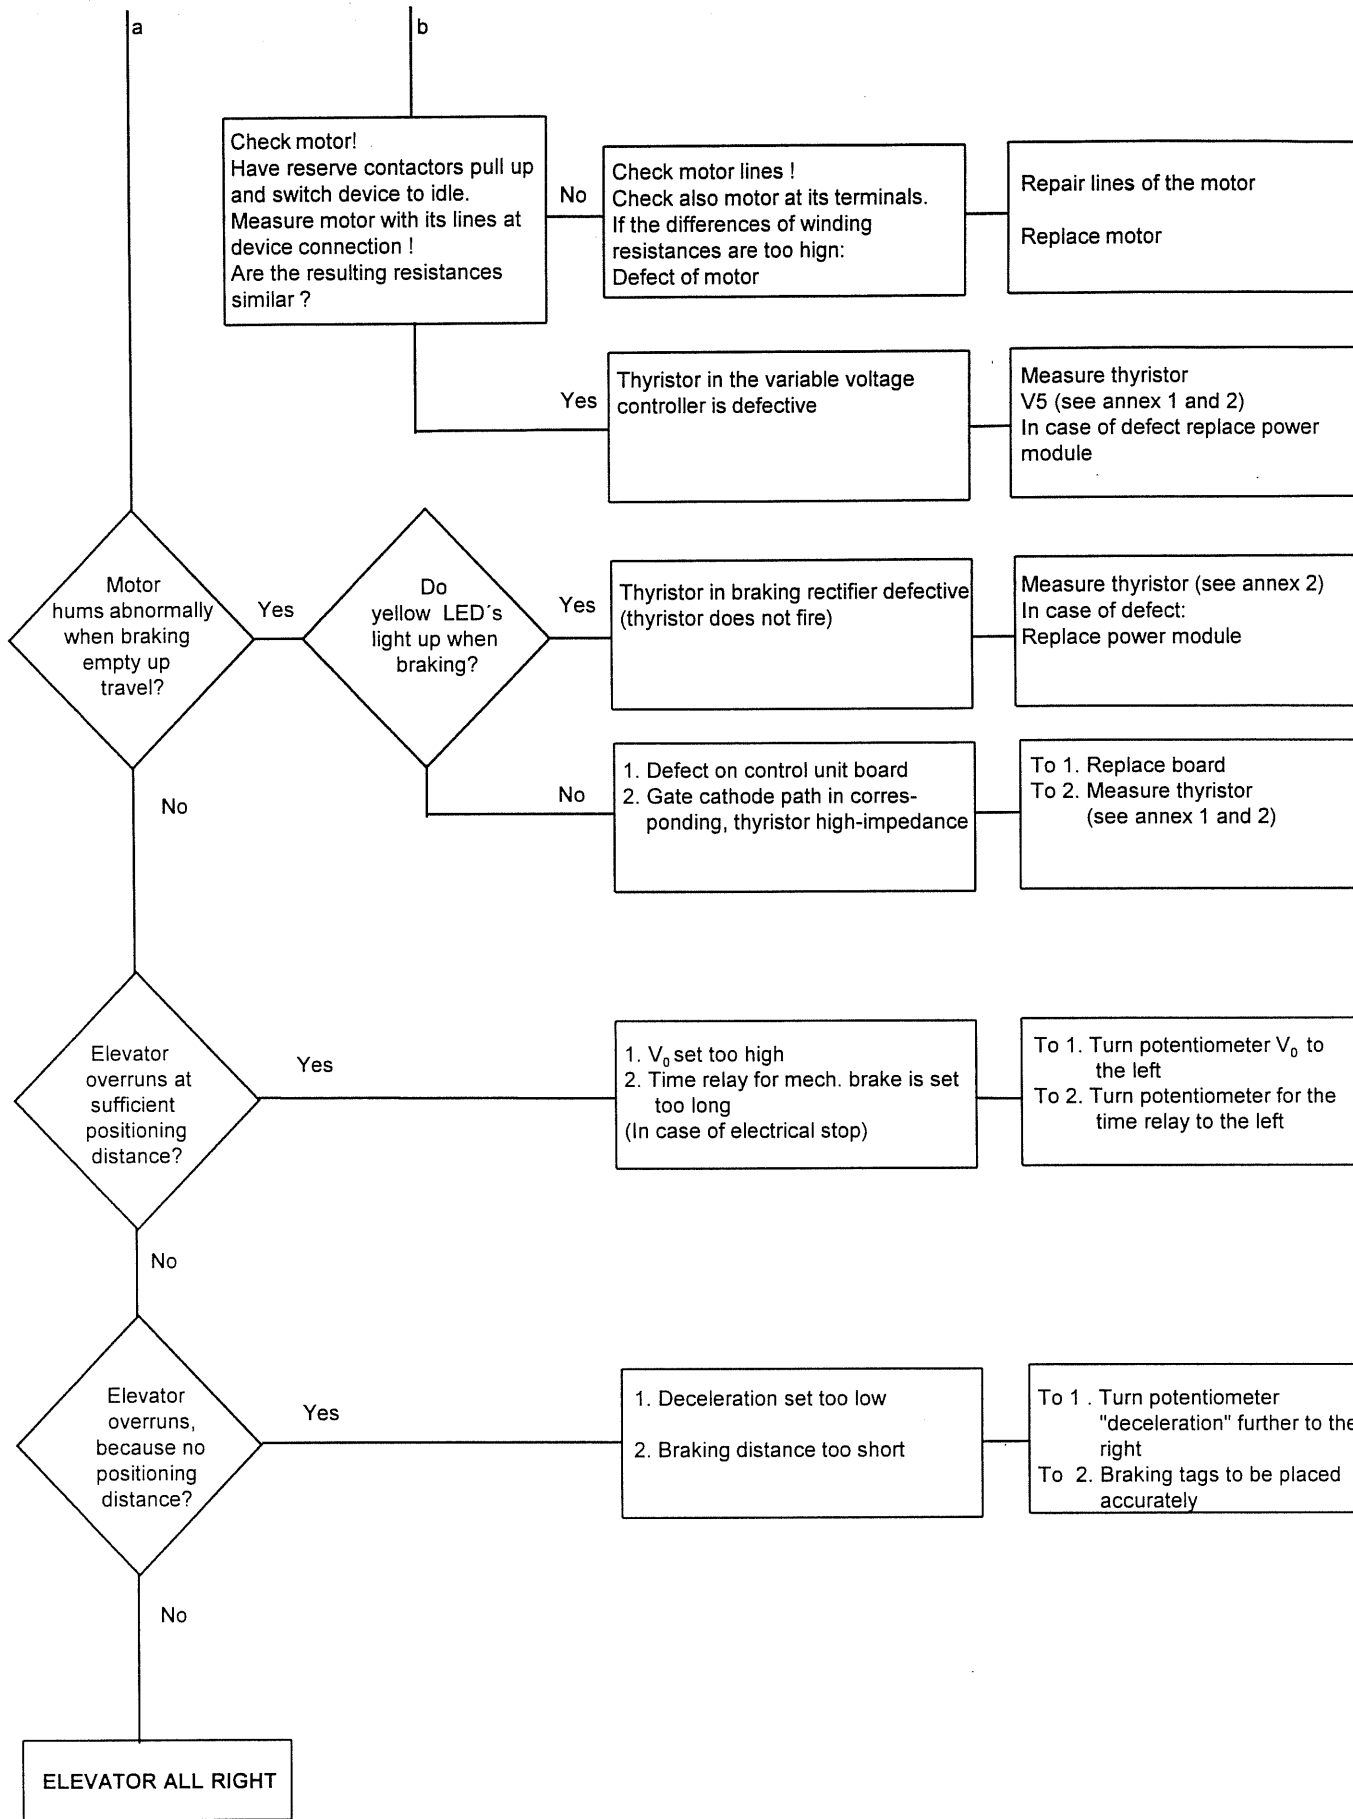 a
b
Check motor!
Have reserve contactors pull up
and switch device to idle.
Measure motor with its lines at
device connection !
Are the resulting resistances
similar ?
No
Check motor lines !
Check also motor at its terminals.
If the differences of winding
resistances are too hign:
Defect of motor
Repair lines of the motor
Replace motor
Yes
Thyristor in the variable voltage
controller is defective
Measure thyristor
V5 (see annex 1 and 2)
In case of defect replace power
module
Motor
hums abnormally
when braking
empty up
travel?
Yes
Do
yellow LED´s
light up when
braking?
Yes
Thyristor in braking rectifier defective
(thyristor does not fire)
Measure thyristor (see annex 2)
In case of defect:
Replace power module
No
No
1. Defect on control unit board
2. Gate cathode path in corres-
ponding, thyristor high-impedance
To 1. Replace board
To 2. Measure thyristor
(see annex 1 and 2)
Elevator
overruns at
sufficient
positioning
distance?
Yes
1. V₀ set too high
2. Time relay for mech. brake is set
too long
(In case of electrical stop)
To 1. Turn potentiometer V₀ to
the left
To 2. Turn potentiometer for the
time relay to the left
No
Elevator
overruns,
because no
positioning
distance?
Yes
1. Deceleration set too low
2. Braking distance too short
To 1 . Turn potentiometer
"deceleration" further to the
right
To 2. Braking tags to be placed
accurately
No
ELEVATOR ALL RIGHT